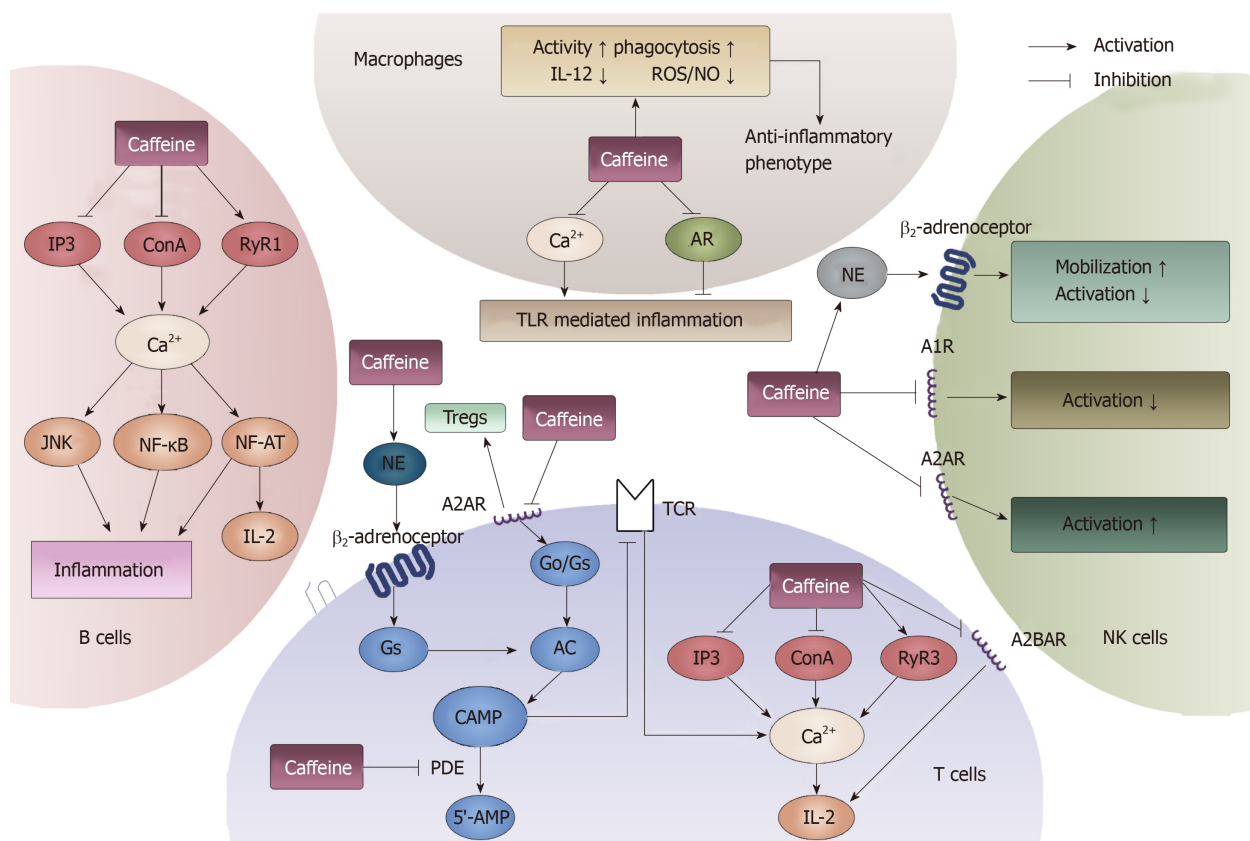 Macrophages
Activity ↑ phagocytosis ↑
IL-12 ↓ ROS/NO ↓
Caffeine
Anti-inflammatory
phenotype
Ca²⁺
AR
TLR mediated inflammation
Activation
Inhibition
Caffeine
IP3
ConA
RyR1
Ca²⁺
JNK
NF-κB
NF-AT
IL-2
Inflammation
B cells
β₂-adrenoceptor
NE
Mobilization ↑
Activation ↓
A1R
Caffeine
Activation ↓
A2AR
Activation ↑
NK cells
Caffeine
Tregs
Caffeine
NE
A2AR
TCR
β₂-adrenoceptor
Go/Gs
Gs
AC
CAMP
Caffeine
PDE
5'-AMP
Caffeine
IP3
ConA
RyR3
A2BAR
Ca²⁺
IL-2
T cells